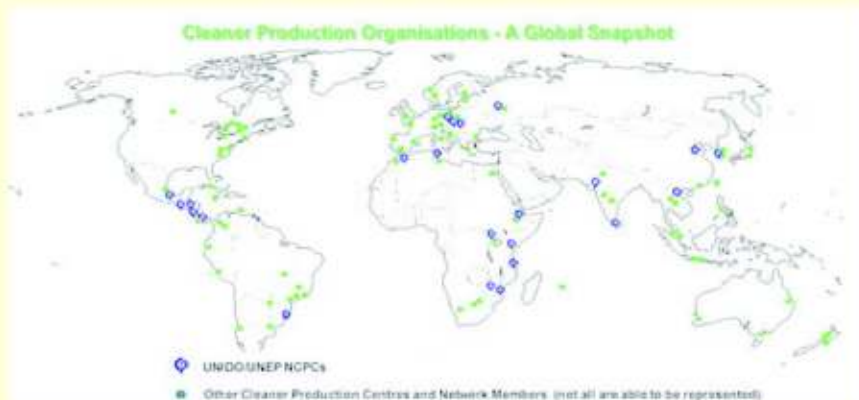 Cleaner Production Organisations - A Global Snapshot
UNIDO/UNEP NCPCs
Other Cleaner Production Centres and Network Members (not all are able to be represented)